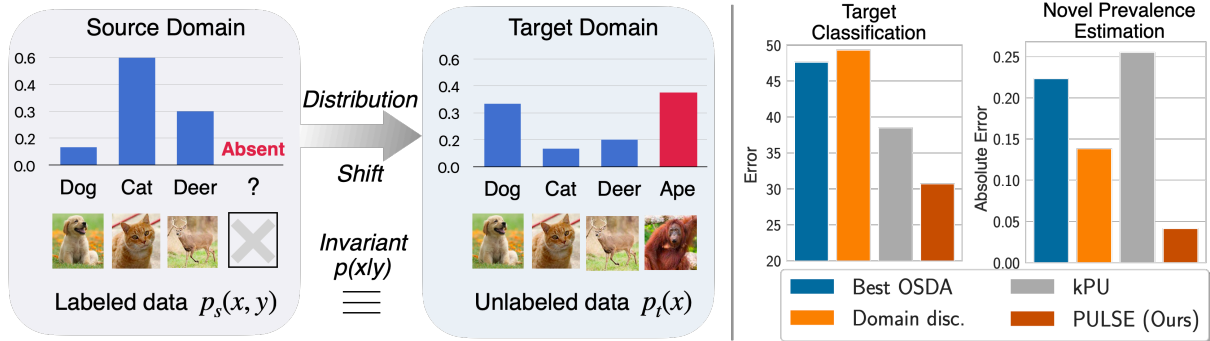 Source Domain
0.6
0.4
0.2
0.0
Absent
Dog Cat Deer ?
Labeled data pₛ(x, y)
Distribution
Shift
Invariant
p(x|y)
Target Domain
0.6
0.4
0.2
0.0
Dog Cat Deer Ape
Unlabeled data pₜ(x)
Target
Classification
Error
50
45
40
35
30
25
20
Novel Prevalence
Estimation
Absolute Error
0.25
0.20
0.15
0.10
0.05
0.00
Best OSDA
Domain disc.
kPU
PULSE (Ours)